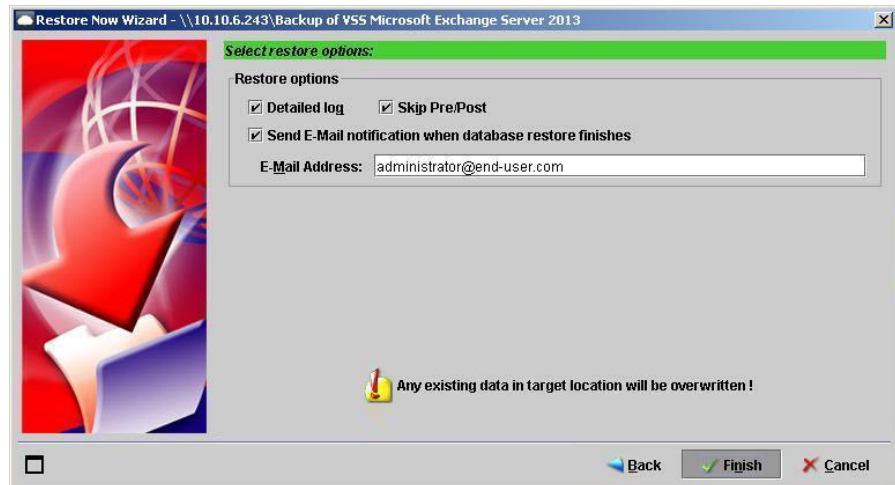 Restore Now Wizard - \\10.10.6.243\Backup of VSS Microsoft Exchange Server 2013
Select restore options:
Restore options
Detailed log Skip Pre/Post
Send E-Mail notification when database restore finishes
E-Mail Address: administrator@end-user.com
Any existing data in target location will be overwritten !
Back Finish Cancel